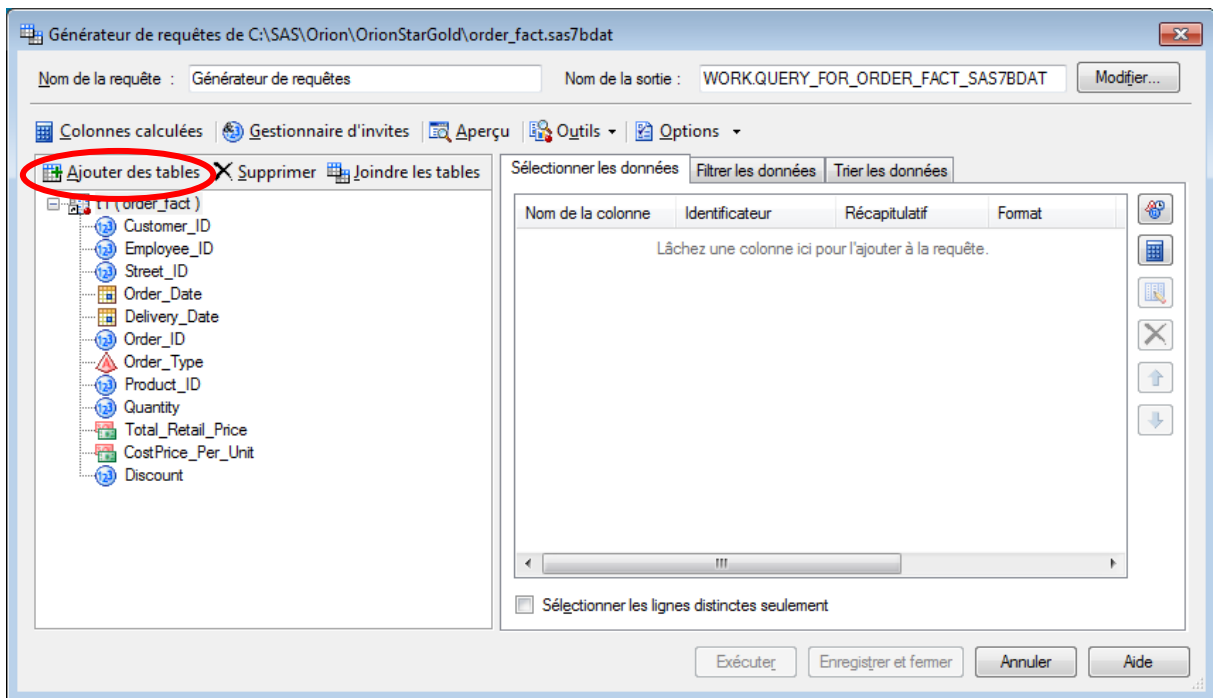 Générateur de requêtes de C:\SAS\Orion\OrionStarGold\order_fact.sas7bdat
Nom de la requête : Générateur de requêtes Nom de la sortie : WORK.QUERY_FOR_ORDER_FACT_SAS7BDAT Modifier...
Colonnes calculées Gestionnaire d'invites Aperçu Outils Options
Ajouter des tables Supprimer Joindre les tables
Sélectionner les données Filtrer les données Trier les données
t1 (order_fact )
Customer_ID
Employee_ID
Street_ID
Order_Date
Delivery_Date
Order_ID
Order_Type
Product_ID
Quantity
Total_Retail_Price
CostPrice_Per_Unit
Discount
Nom de la colonne Identificateur Récapitulatif Format
Lâchez une colonne ici pour l'ajouter à la requête.
Sélectionner les lignes distinctes seulement
Exécuter Enregistrer et fermer Annuler Aide